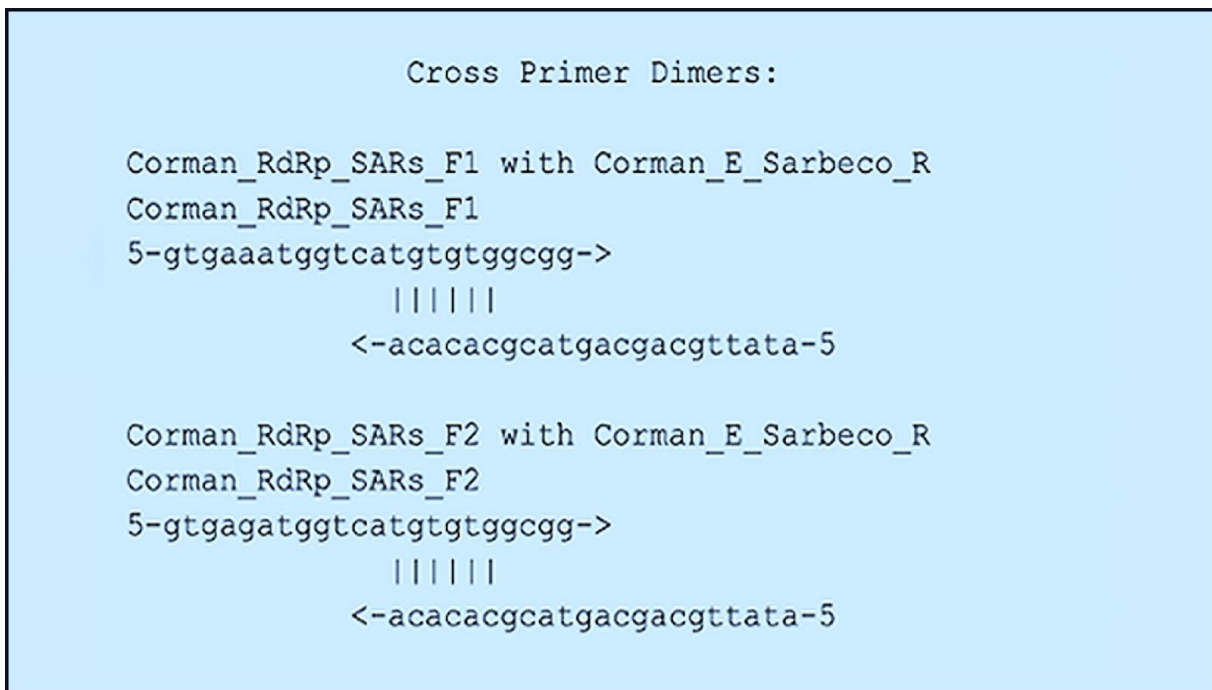 Cross Primer Dimers:
Corman_RdRp_SARs_F1 with Corman_E_Sarbeco_R
Corman_RdRp_SARs_F1
5-gtgaaatggtcatgtgtggcgg->
||||||
<-acacacgcatgacgacgttata-5
Corman_RdRp_SARs_F2 with Corman_E_Sarbeco_R
Corman_RdRp_SARs_F2
5-gtgagatggtcatgtgtggcgg->
||||||
<-acacacgcatgacgacgttata-5